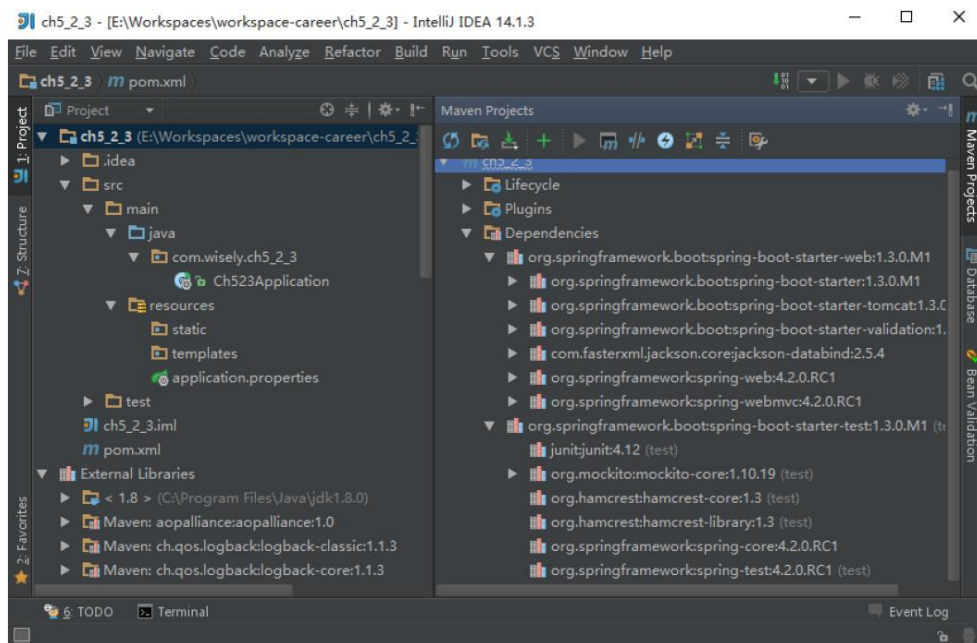 ch5_2_3 - [E:\Workspaces\workspace-career\ch5_2_3] - IntelliJ IDEA 14.1.3
File Edit View Navigate Code Analyze Refactor Build Run Tools VCS Window Help
ch5_2_3 m pom.xml
Project
1: Project
Z: Structure
2: Favorites
ch5_2_3 (E:\Workspaces\workspace-career\ch5_2_
.idea
src
main
java
com.wisely.ch5_2_3
Ch523Application
resources
static
templates
application.properties
test
ch5_2_3.iml
m pom.xml
External Libraries
< 1.8 > (C:\Program Files\Java\jdk1.8.0)
Maven: aopalliance:aopalliance:1.0
Maven: ch.qos.logback:logback-classic:1.1.3
Maven: ch.qos.logback:logback-core:1.1.3
Maven Projects
ch5_2_3
Lifecycle
Plugins
Dependencies
org.springframework.boot:spring-boot-starter-web:1.3.0.M1
org.springframework.boot:spring-boot-starter:1.3.0.M1
org.springframework.boot:spring-boot-starter-tomcat:1.3.0
org.springframework.boot:spring-boot-starter-validation:1.
com.fasterxml.jackson.core:jackson-databind:2.5.4
org.springframework:spring-web:4.2.0.RC1
org.springframework:spring-webmvc:4.2.0.RC1
org.springframework.boot:spring-boot-starter-test:1.3.0.M1 (te
junit:junit:4.12 (test)
org.mockito:mockito-core:1.10.19 (test)
org.hamcrest:hamcrest-core:1.3 (test)
org.hamcrest:hamcrest-library:1.3 (test)
org.springframework:spring-core:4.2.0.RC1
org.springframework:spring-test:4.2.0.RC1 (test)
m Maven Projects
Database
Bean Validation
6: TODO Terminal Event Log